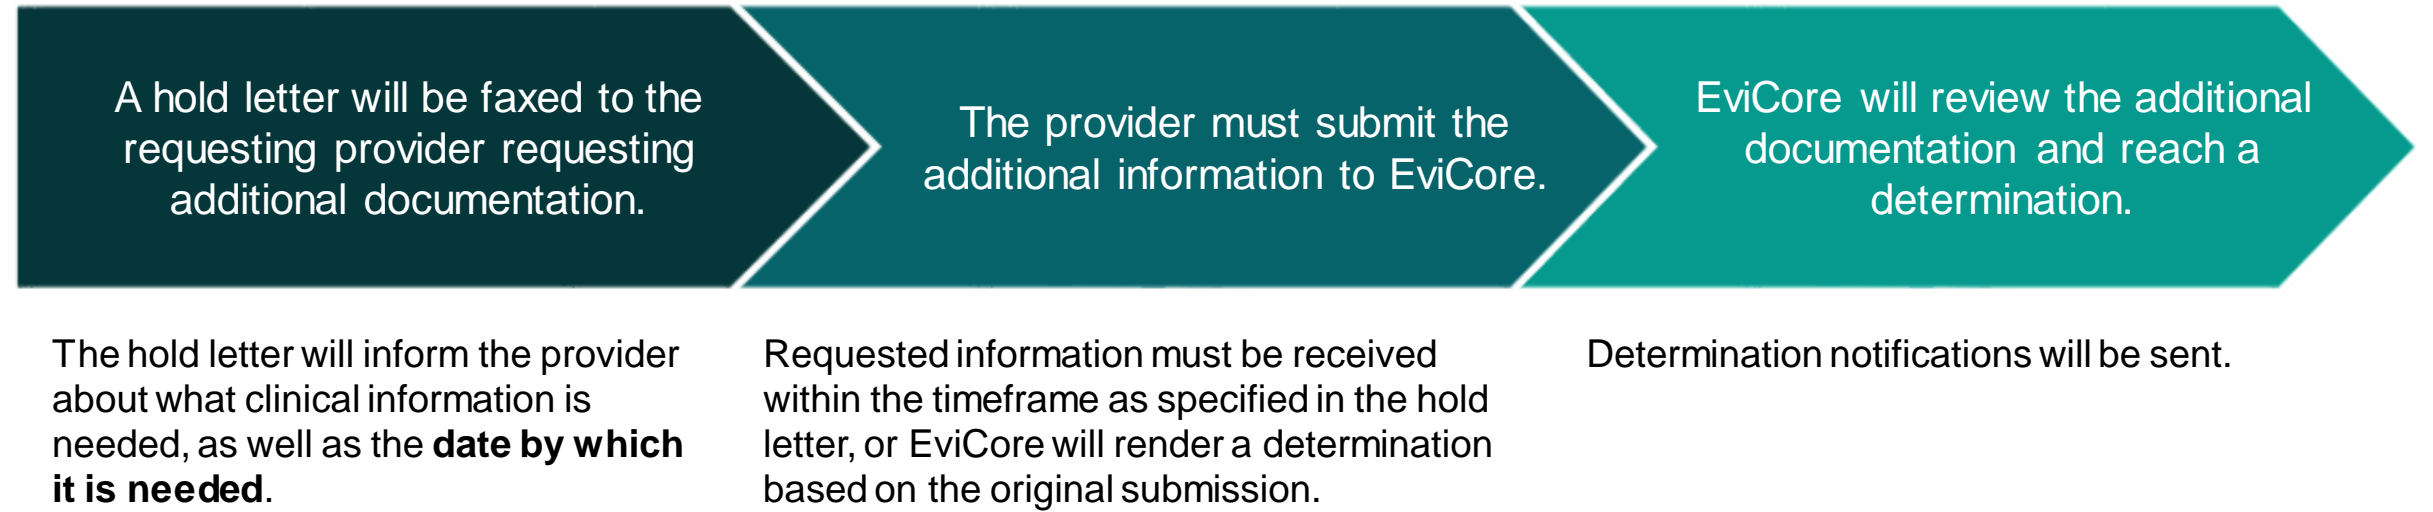 A hold letter will be faxed to the
requesting provider requesting
additional documentation.
The provider must submit the
additional information to EviCore.
EviCore will review the additional
documentation and reach a
determination.
The hold letter will inform the provider
about what clinical information is
needed, as well as the date by which
it is needed.
Requested information must be received
within the timeframe as specified in the hold
letter, or EviCore will render a determination
based on the original submission.
Determination notifications will be sent.